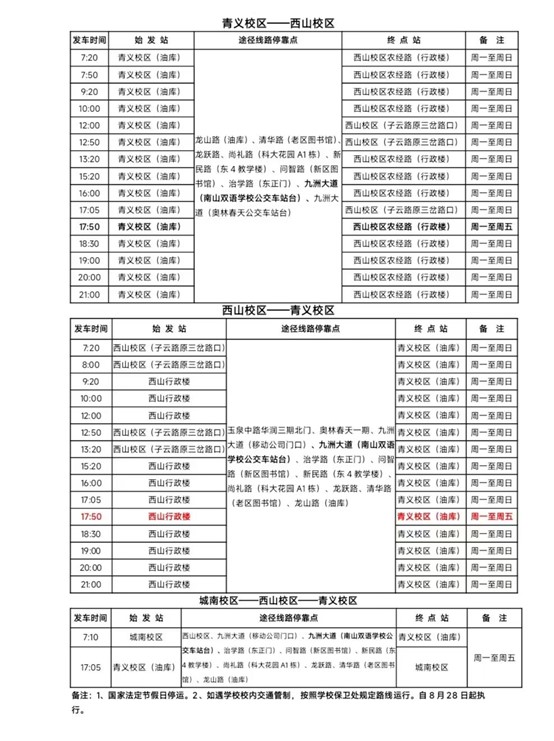 青义校区——西山校区
发车时间 始 发 站 途径线路停靠点 终 点 站 备 注
7:20 青义校区（油库） 西山校区农经路（行政楼） 周一至周日
7:50 青义校区（油库） 西山校区农经路（行政楼） 周一至周日
9:20 青义校区（油库） 西山校区农经路（行政楼） 周一至周日
10:00 青义校区（油库） 西山校区农经路（行政楼） 周一至周日
12:00 青义校区（油库） 西山校区（子云路原三岔路口） 周一至周日
12:50 青义校区（油库） 西山校区（子云路原三岔路口） 周一至周日
13:20 青义校区（油库） 西山校区农经路（行政楼） 周一至周日
15:20 青义校区（油库） 西山校区农经路（行政楼） 周一至周日
16:00 青义校区（油库） 西山校区农经路（行政楼） 周一至周日
17:05 青义校区（油库） 西山校区（子云路原三岔路口） 周一至周日
17:50 青义校区（油库） 西山校区农经路（行政楼） 周一至周五
18:30 青义校区（油库） 西山校区农经路（行政楼） 周一至周日
19:00 青义校区（油库） 西山校区农经路（行政楼） 周一至周日
20:00 青义校区（油库） 西山校区农经路（行政楼） 周一至周日
21:00 青义校区（油库） 西山校区农经路（行政楼） 周一至周日
龙山路（油库）、清华路（老区图书馆）、
龙跃路、尚礼路（科大花园 A1 栋）、新
民路（东 4 教学楼）、问智路（新区图
书馆）、治学路（东正门）、九洲大道
（南山双语学校公交车站台）、九洲大
道（奥林春天公交车站台）
西山校区——青义校区
发车时间 始 发 站 途径线路停靠点 终 点 站 备 注
7:20 西山校区（子云路原三岔路口） 青义校区（油库） 周一至周日
8:00 西山校区（子云路原三岔路口） 青义校区（油库） 周一至周日
9:20 西山行政楼 青义校区（油库） 周一至周日
10:00 西山行政楼 青义校区（油库） 周一至周日
12:00 西山行政楼 青义校区（油库） 周一至周日
12:50 西山校区（子云路原三岔路口） 青义校区（油库） 周一至周日
13:20 西山校区（子云路原三岔路口） 青义校区（油库） 周一至周日
15:20 西山行政楼 青义校区（油库） 周一至周日
16:00 西山行政楼 青义校区（油库） 周一至周日
17:05 西山行政楼 青义校区（油库） 周一至周日
17:50 西山行政楼 青义校区（油库） 周一至周五
18:30 西山行政楼 青义校区（油库） 周一至周日
19:00 西山行政楼 青义校区（油库） 周一至周日
20:00 西山行政楼 青义校区（油库） 周一至周日
21:00 西山行政楼 青义校区（油库） 周一至周日
玉泉中路华润三期北门、奥林春天一期、九洲
大道（移动公司门口）、九洲大道（南山双语
学校公交车站台）、治学路（东正门）、问智
路（新区图书馆）、新民路（东 4 教学楼）、
尚礼路（科大花园 A1 栋）、龙跃路、清华路
（老区图书馆）、龙山路（油库）
城南校区——西山校区——青义校区
发车时间 始 发 站 途径线路停靠点 终 点 站 备 注
7:10 城南校区 青义校区（油库）
17:05 青义校区（油库） 城南校区
周一至周五
西山校区、九洲大道（移动公司门口）、九洲大道（南山双语学校公
交车站台）、治学路（东正门）、问智路（新区图书馆）、新民路（东
4 教学楼）、尚礼路（科大花园 A1 栋）、龙跃路、清华路（老区图书
馆）、龙山路（油库）
备注：1、国家法定节假日停运。2、如遇学校校内交通管制，按照学校保卫处规定路线运行。自 8 月 28 日起执
行。